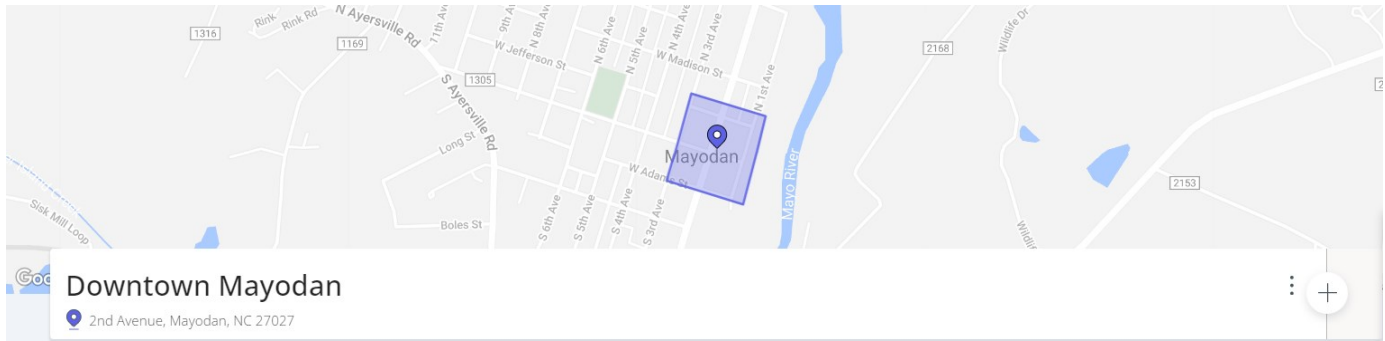 1316
Rink
Rink Rd
N Ayersville Rd
11th Av
9th Av
N 8th Ave
N 6th Ave
N 5th Ave
N 4th Ave
N 3rd Ave
2168
Wildlife Dr
1169
W Jefferson St
W Madison St
1305
N 1st Ave
S Ayersville Rd
Long St
Mayodan
W Adams St
Mayo River
2153
Sisk Mill Loop
Boles St
S 6th Ave
S 5th Ave
S 4th Ave
S 3rd Ave
Goo
Downtown Mayodan
2nd Avenue, Mayodan, NC 27027